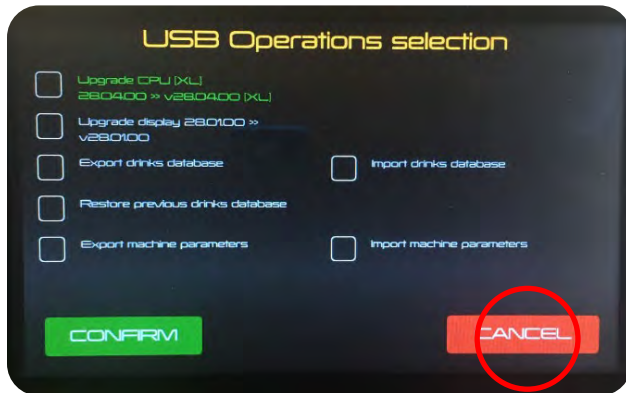 USB Operations selection
Upgrade CPU [XL]
28.04.00 >> v28.04.00 [XL]
Upgrade display 28.01.00 >>
v28.01.00
Export drinks database
Import drinks database
Restore previous drinks database
Export machine parameters
Import machine parameters
CONFIRM
CANCEL